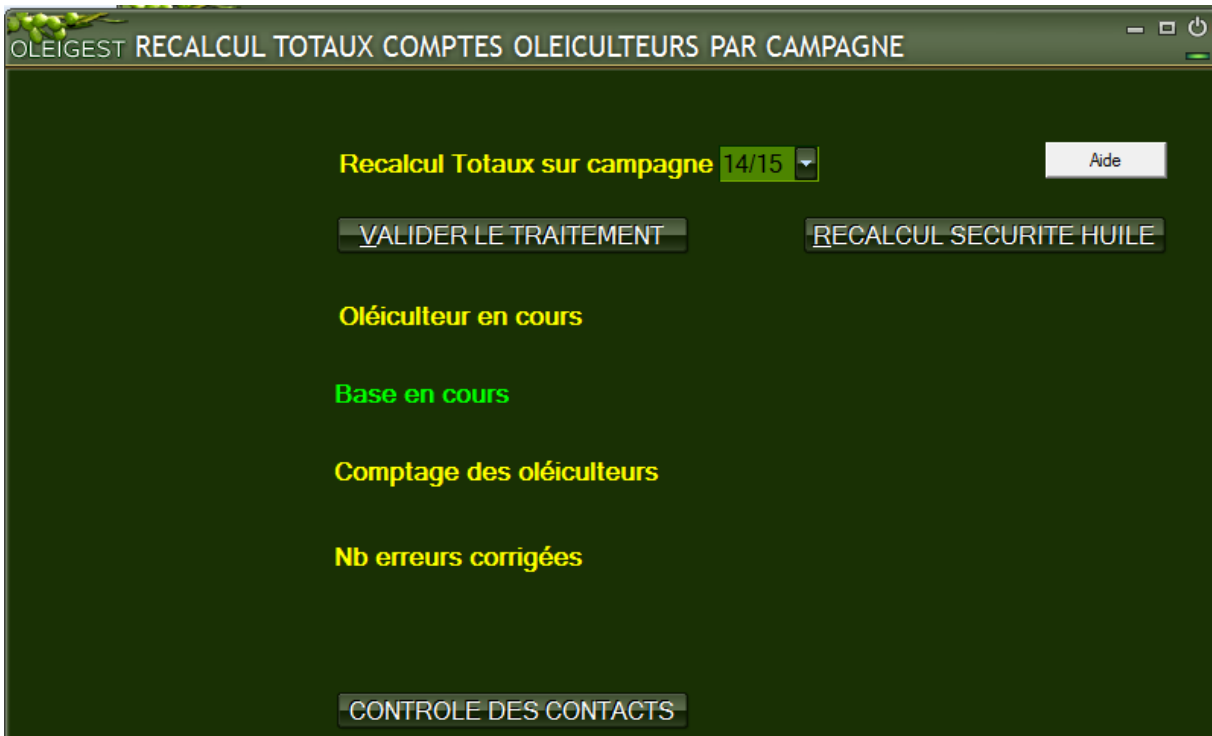 OLEIGEST RECALCUL TOTAUX COMPTES OLEICULTEURS PAR CAMPAGNE
Recalcul Totaux sur campagne 14/15
Aide
VALIDER LE TRAITEMENT
RECALCUL SECURITE HUILE
Oléiculteur en cours
Base en cours
Comptage des oléiculteurs
Nb erreurs corrigées
CONTROLE DES CONTACTS